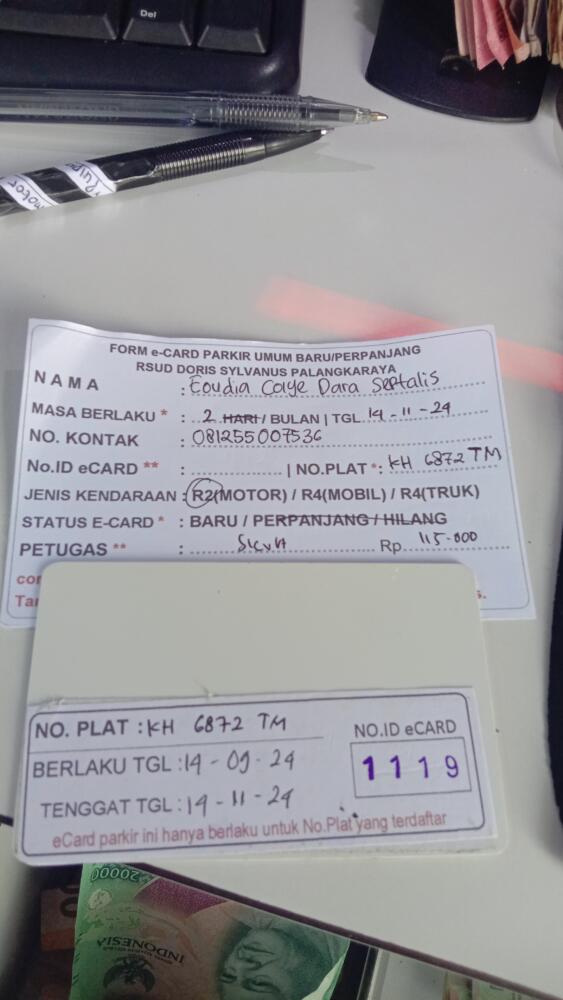 Del
motor
FORM e-CARD PARKIR UMUM BARU/PERPANJANG
RSUD DORIS SYLVANUS PALANGKARAYA
NAMA : Eoudia Caye Dara Septalis
MASA BERLAKU * : 2 HARI / BULAN | TGL 14 - 11 - 24
NO. KONTAK : 081255007536
No.ID eCARD ** : | NO.PLAT *: KH 6872 TM
JENIS KENDARAAN : R2(MOTOR) / R4(MOBIL) / R4(TRUK)
STATUS E-CARD * : BARU / PERPANJANG / HILANG
PETUGAS ** : Rp 115.000
NO. PLAT : KH 6872 TM
NO.ID eCARD
BERLAKU TGL : 14 - 09 - 24
1119
TENGGAT TGL : 14 - 11 - 24
eCard parkir ini hanya berlaku untuk No.Plat yang terdaftar
20000
INDONESIA